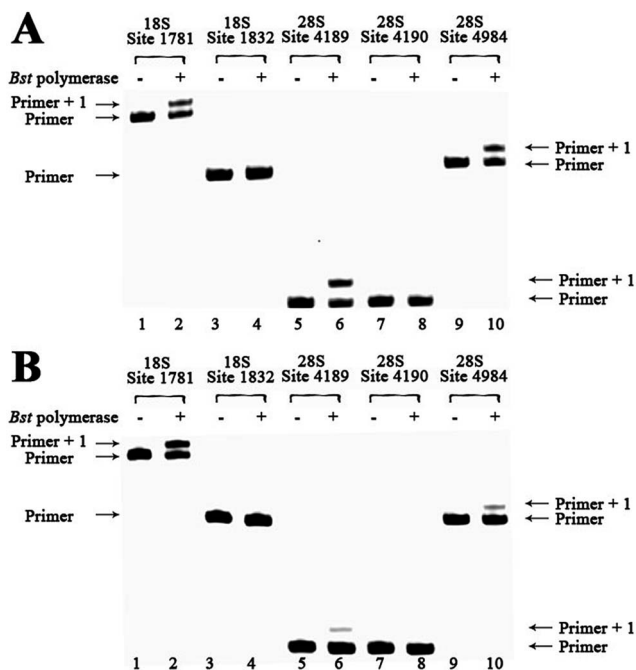 A
18S 18S 28S 28S 28S
Site 1781 Site 1832 Site 4189 Site 4190 Site 4984
Bst polymerase - + - + - + - + - +
Primer + 1
Primer
Primer + 1
Primer
Primer
Primer + 1
Primer
1 2 3 4 5 6 7 8 9 10
B
18S 18S 28S 28S 28S
Site 1781 Site 1832 Site 4189 Site 4190 Site 4984
Bst polymerase - + - + - + - + - +
Primer + 1
Primer
Primer + 1
Primer
Primer
Primer + 1
Primer
1 2 3 4 5 6 7 8 9 10